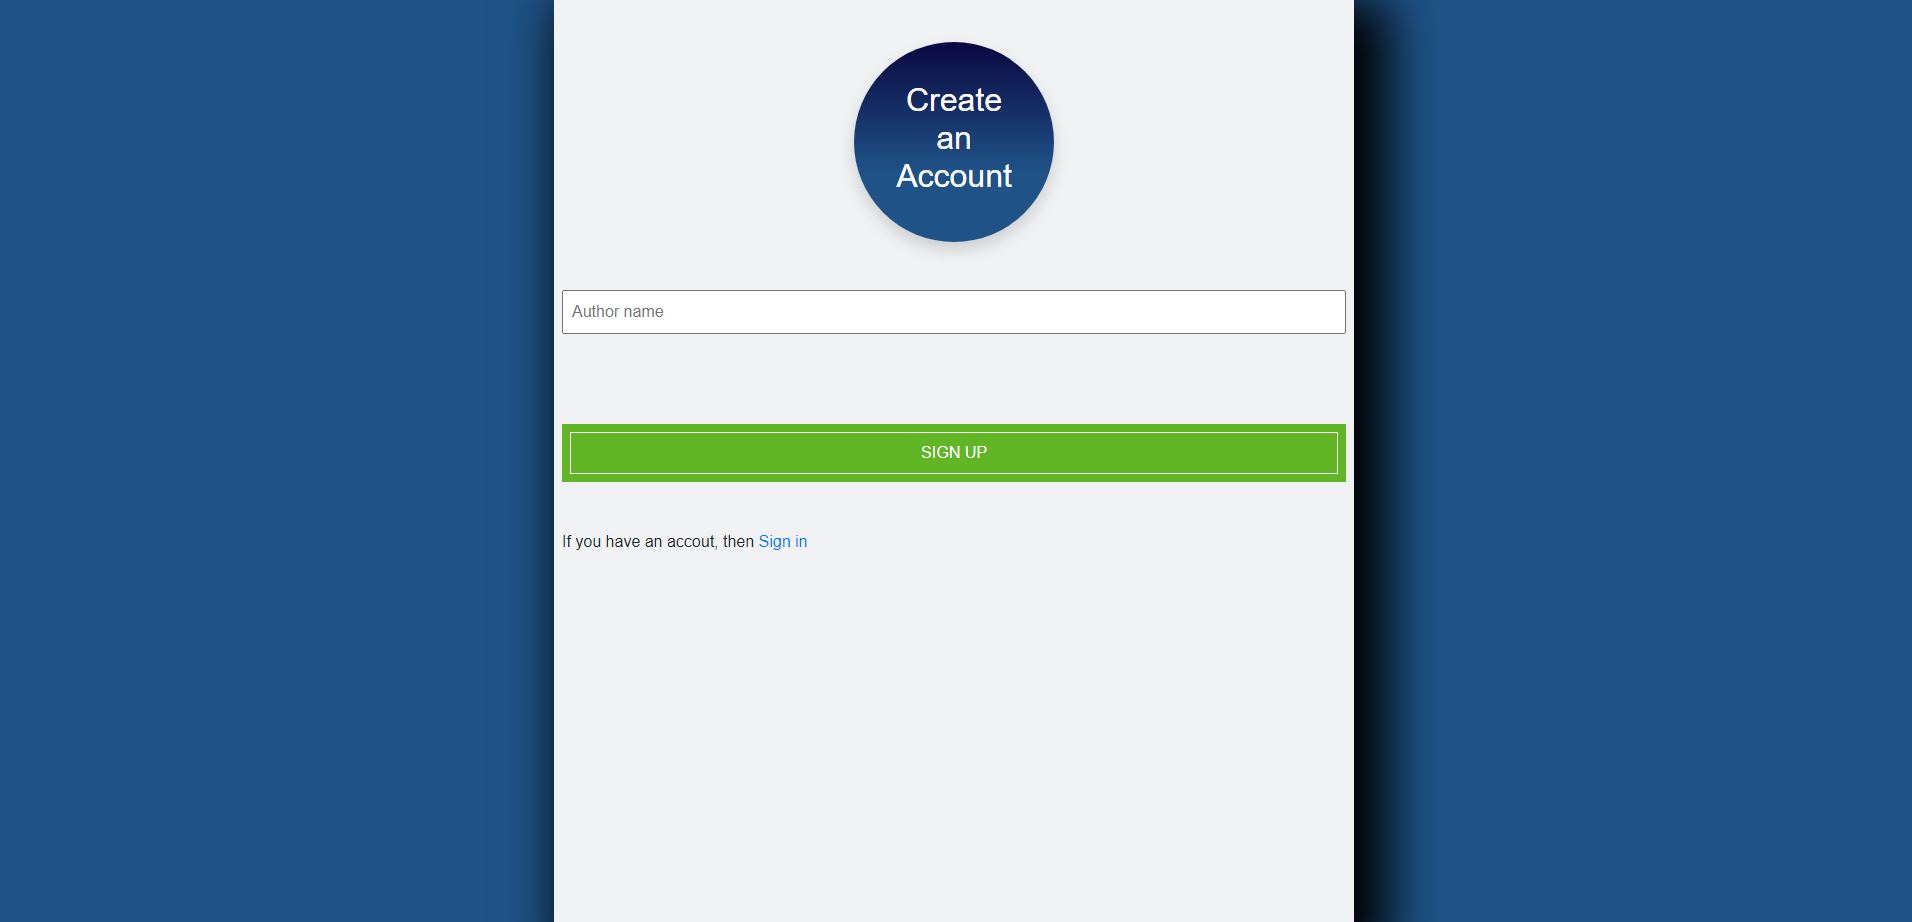 Create
an
Account
Author name
SIGN UP
If you have an accout, then Sign in